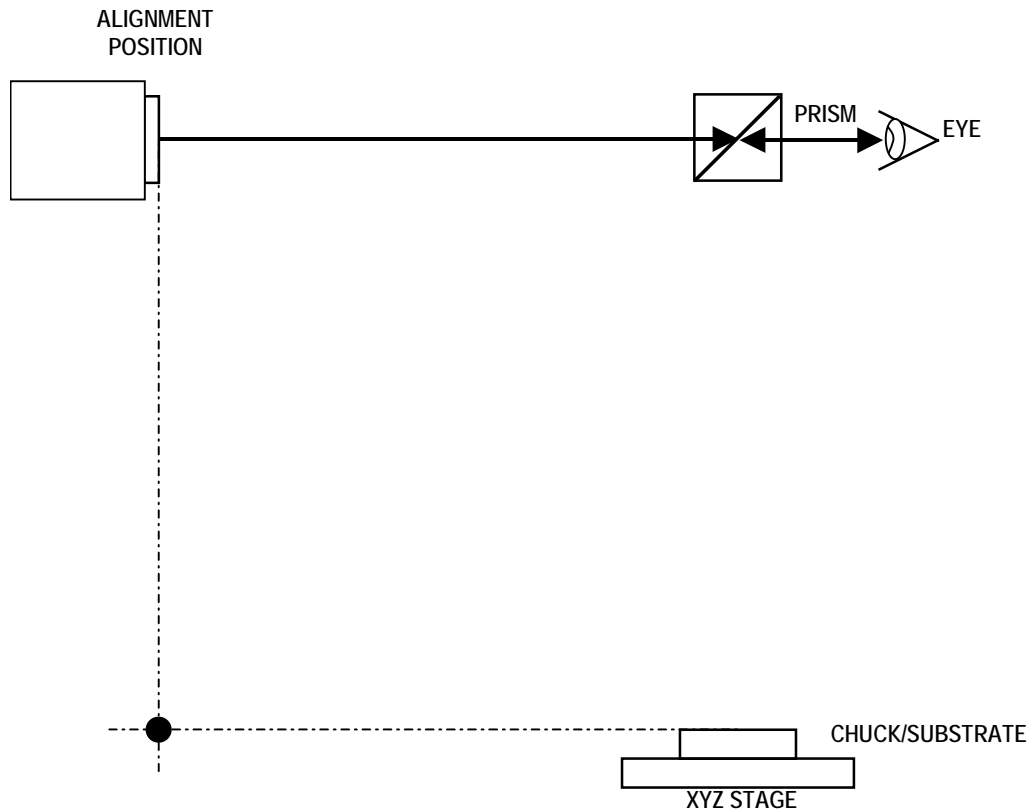 ALIGNMENT
POSITION
PRISM
EYE
CHUCK/SUBSTRATE
XYZ STAGE